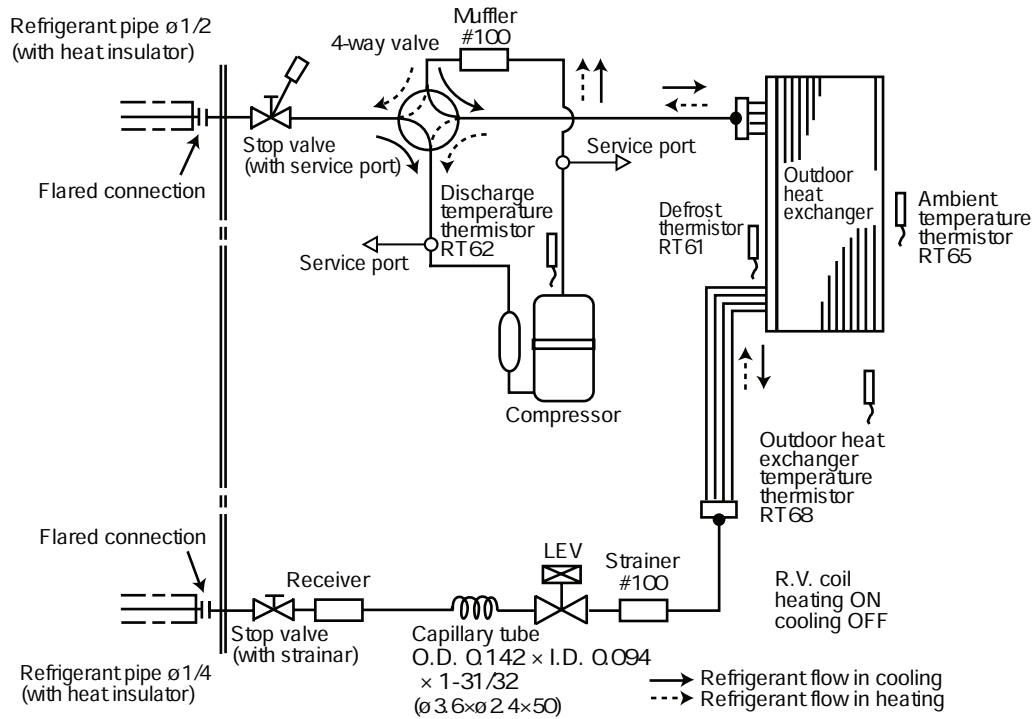 Refrigerant pipe ø1/2
(with heat insulator)
4-way valve
Muffler
#100
Stop valve
(with service port)
Flared connection
Service port
Discharge
temperature
thermistor
RT62
Service port
Outdoor
heat
exchanger
Defrost
thermistor
RT61
Ambient
temperature
thermistor
RT65
Compressor
Outdoor heat
exchanger
temperature
thermistor
RT68
Flared connection
Receiver
LEV
Strainer
#100
R.V. coil
heating ON
cooling OFF
Stop valve
(with strainar)
Capillary tube
O.D. 0.142 × I.D. 0.094
× 1-31/32
(ø3.6×ø2.4×50)
Refrigerant pipe ø1/4
(with heat insulator)
Refrigerant flow in cooling
Refrigerant flow in heating